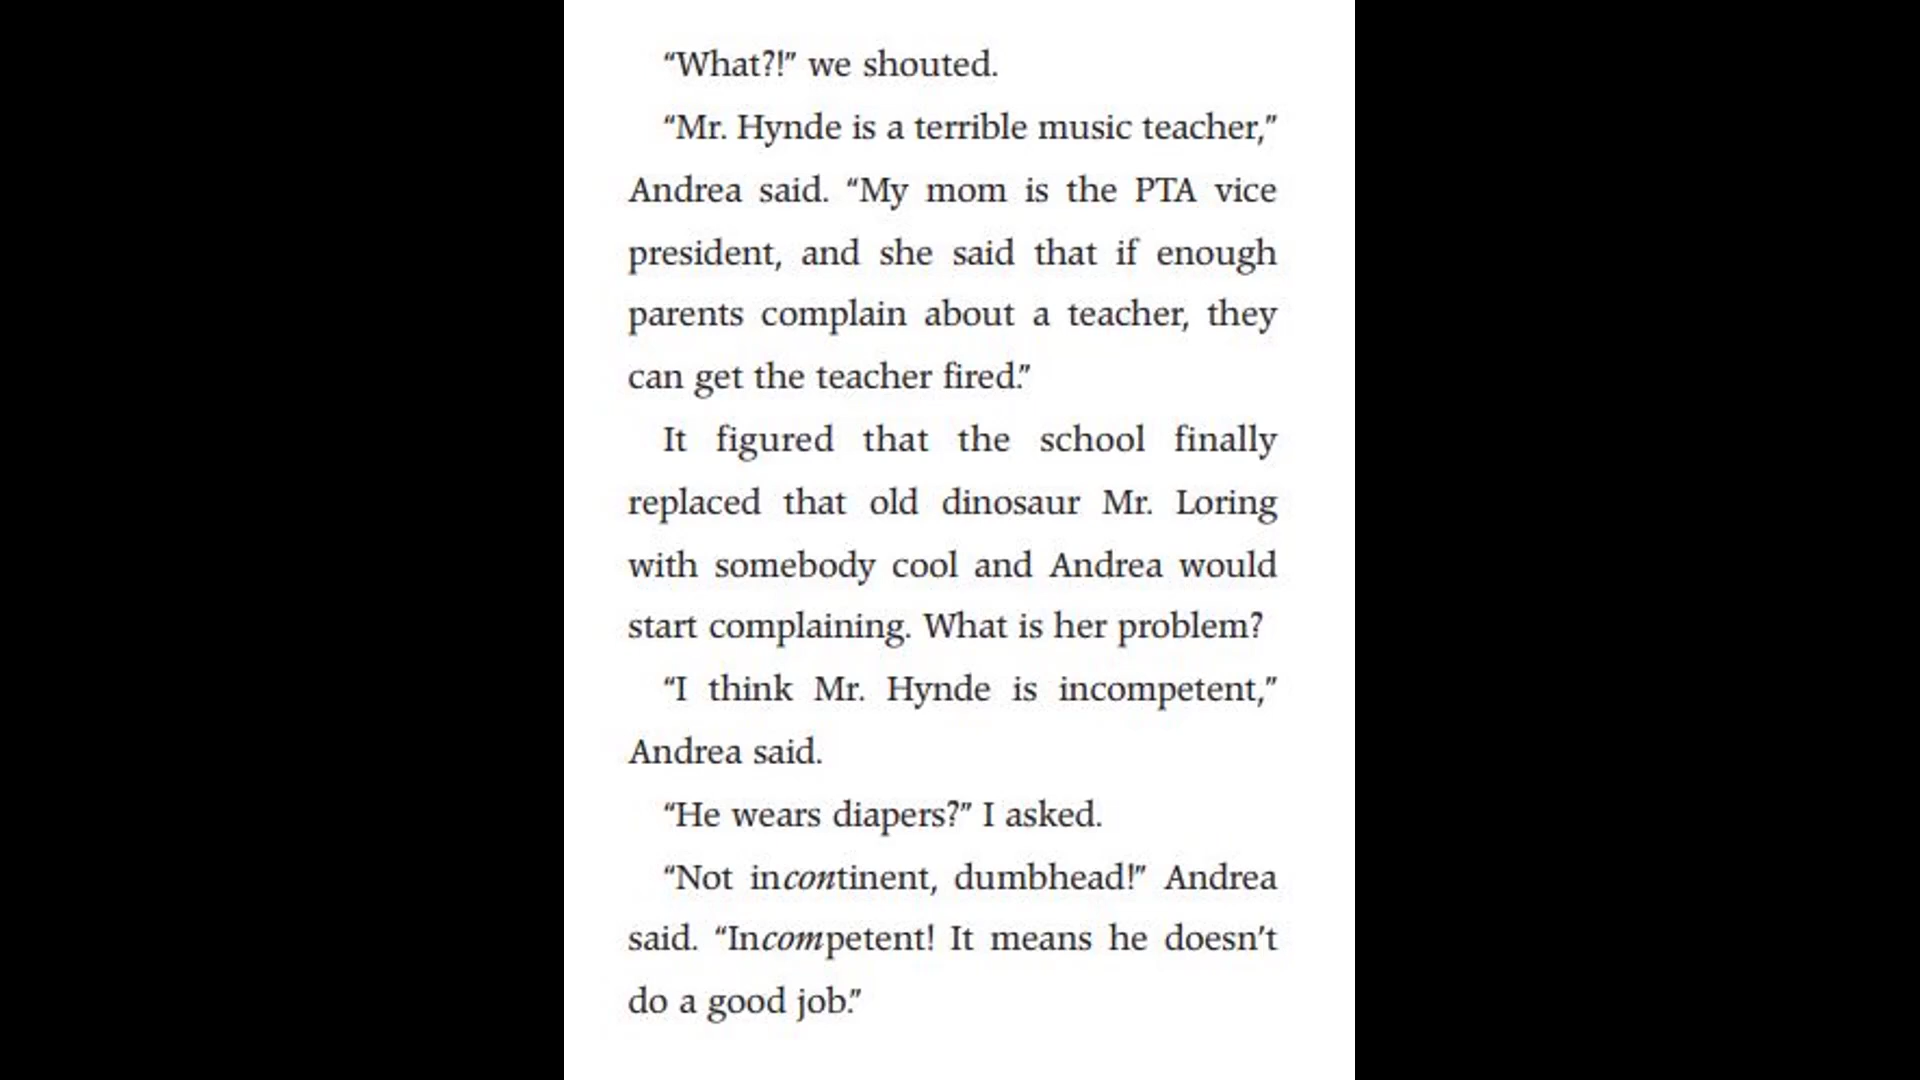 “What?!” we shouted.
“Mr. Hynde is a terrible music teacher,”
Andrea said. “My mom is the PTA vice
president, and she said that if enough
parents complain about a teacher, they
can get the teacher fired.”
It figured that the school finally
replaced that old dinosaur Mr. Loring
with somebody cool and Andrea would
start complaining. What is her problem?
“I think Mr. Hynde is incompetent,”
Andrea said.
“He wears diapers?” I asked.
“Not incontinent, dumbhead!” Andrea
said. “Incompetent! It means he doesn’t
do a good job.”